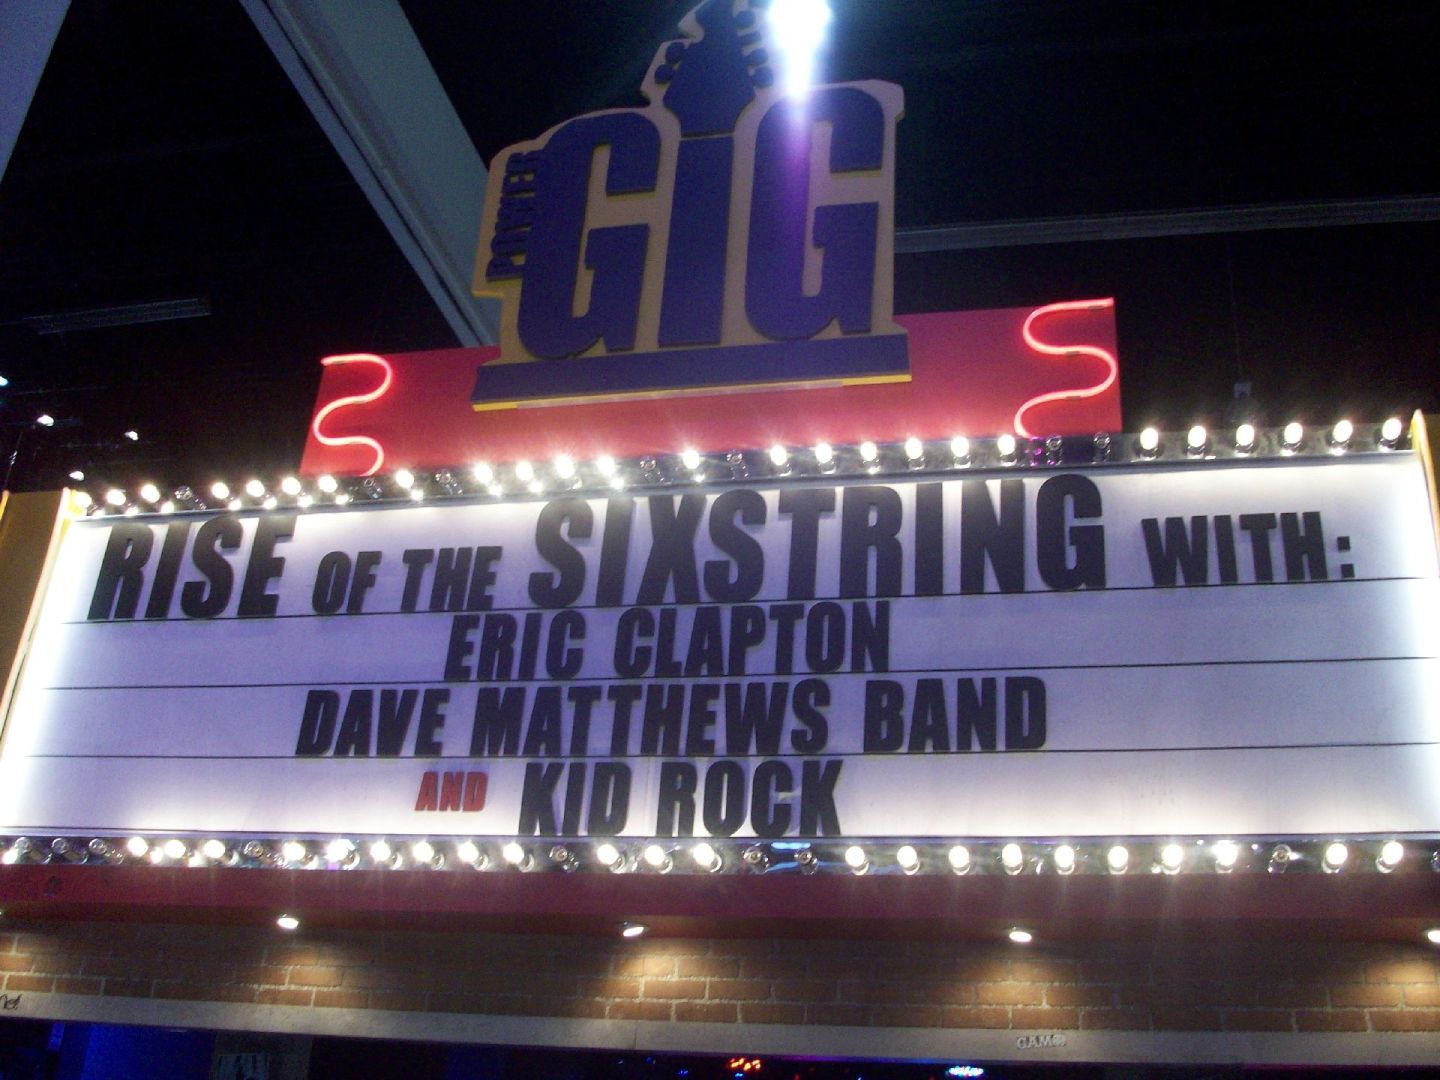 POWER
GIG
RISE OF THE SIXSTRING WITH:
ERIC CLAPTON
DAVE MATTHEWS BAND
AND KID ROCK